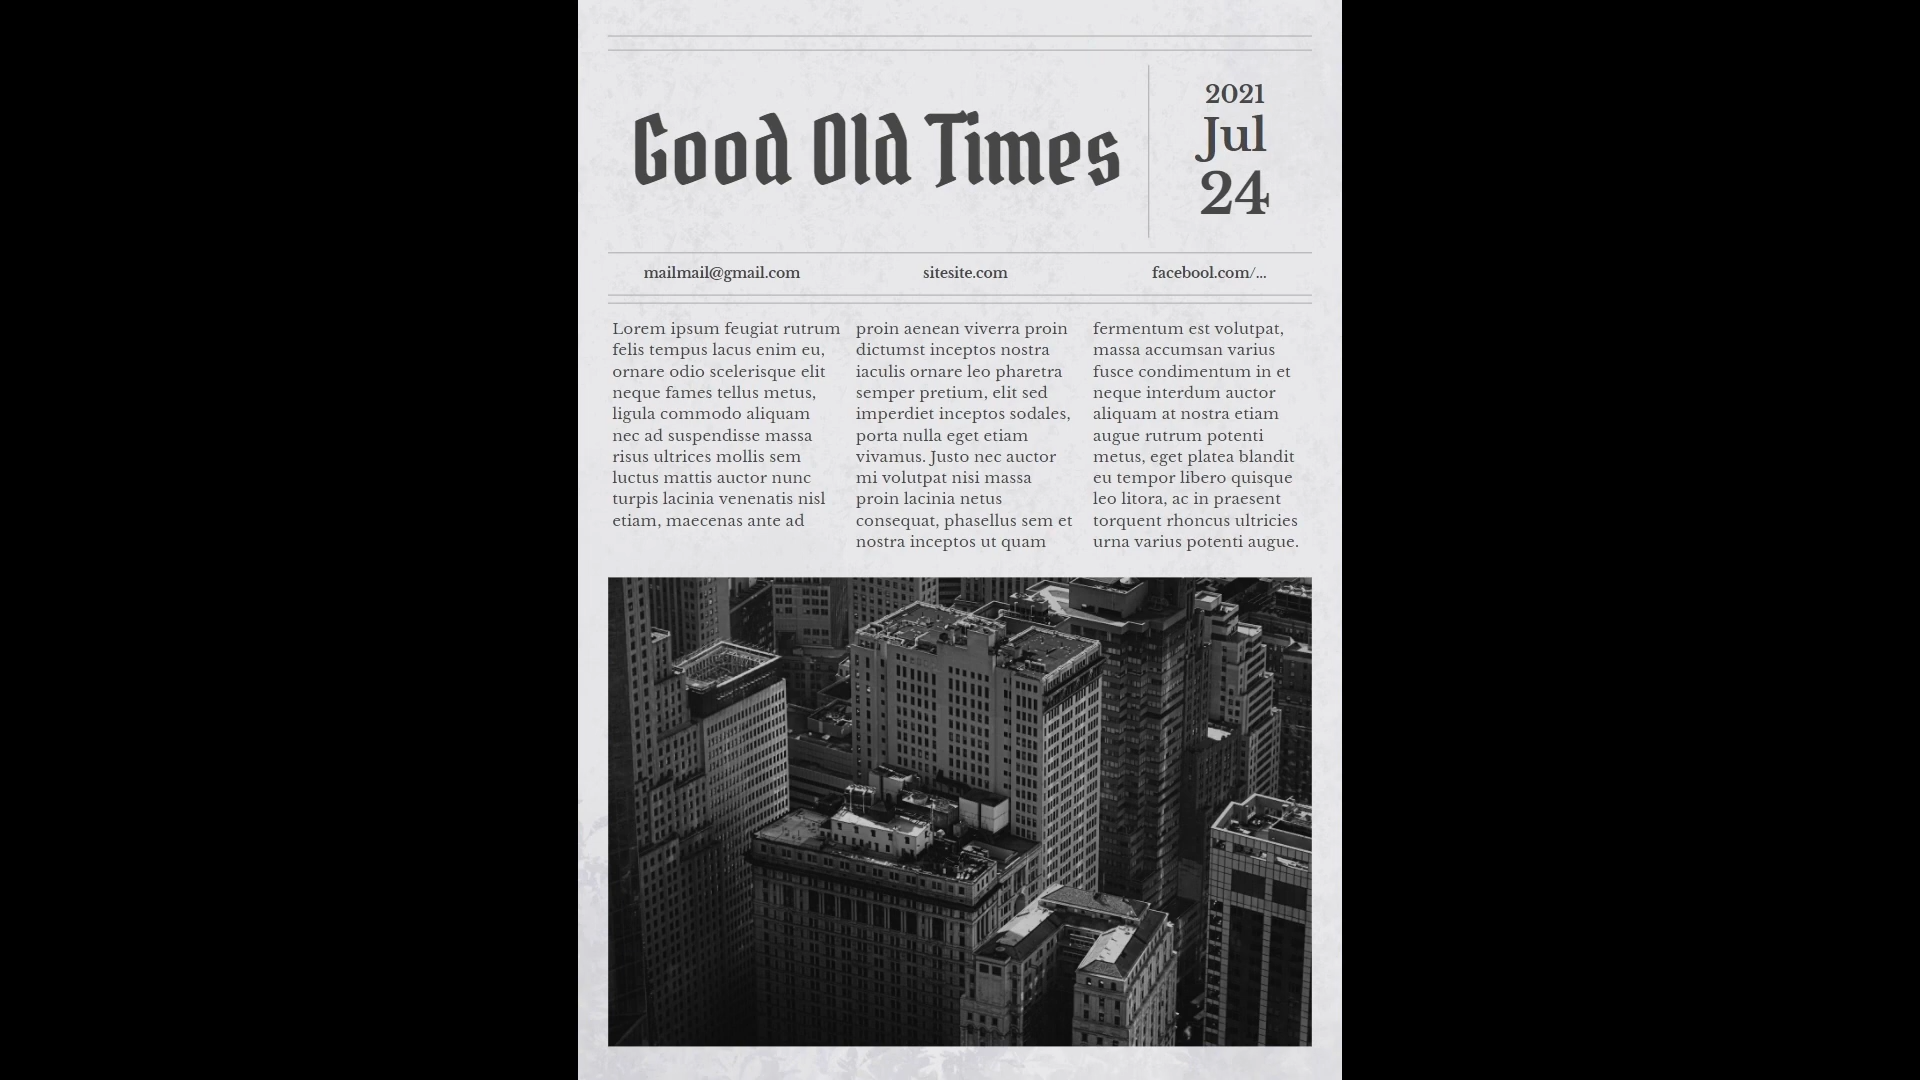 Good Old Times
2021
Jul
24
mailmail@gmail.com
sitesite.com
facebool.com/...
Lorem ipsum feugiat rutrum
felis tempus lacus enim eu,
ornare odio scelerisque elit
neque fames tellus metus,
ligula commodo aliquam
nec ad suspendisse massa
risus ultrices mollis sem
luctus mattis auctor nunc
turpis lacinia venenatis nisl
etiam, maecenas ante ad
proin aenean viverra proin
dictumst inceptos nostra
iaculis ornare leo pharetra
semper pretium, elit sed
imperdiet inceptos sodales,
porta nulla eget etiam
vivamus. Justo nec auctor
mi volutpat nisi massa
proin lacinia netus
consequat, phasellus sem et
nostra inceptos ut quam
fermentum est volutpat,
massa accumsan varius
fusce condimentum in et
neque interdum auctor
aliquam at nostra etiam
augue rutrum potenti
metus, eget platea blandit
eu tempor libero quisque
leo litora, ac in praesent
torquent rhoncus ultricies
urna varius potenti augue.